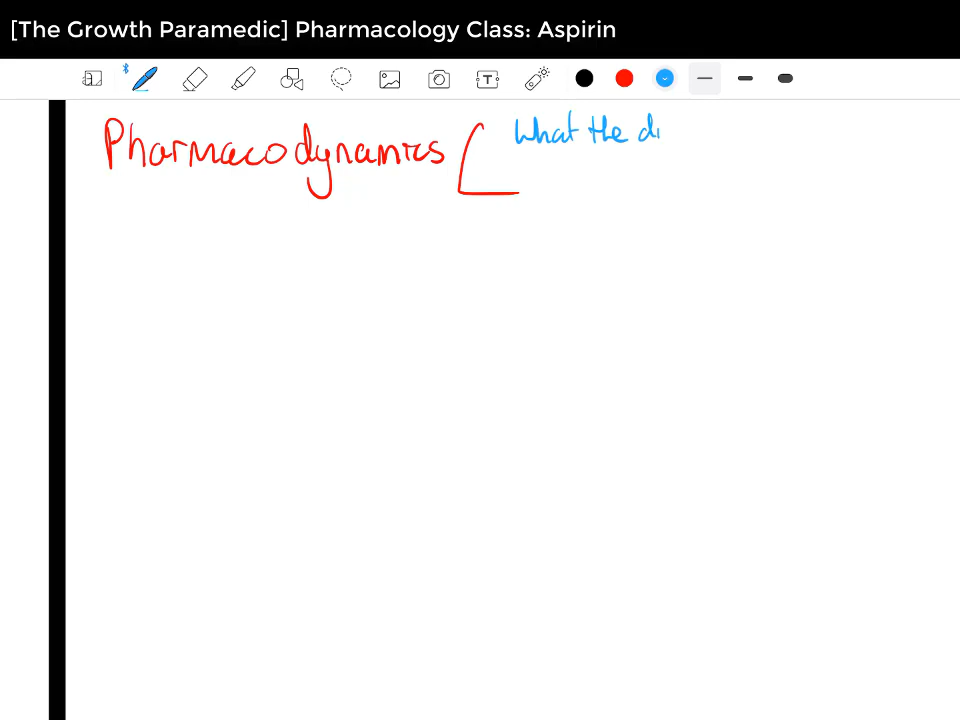 [The Growth Paramedic] Pharmacology Class: Aspirin
Pharmacodynamics
What the